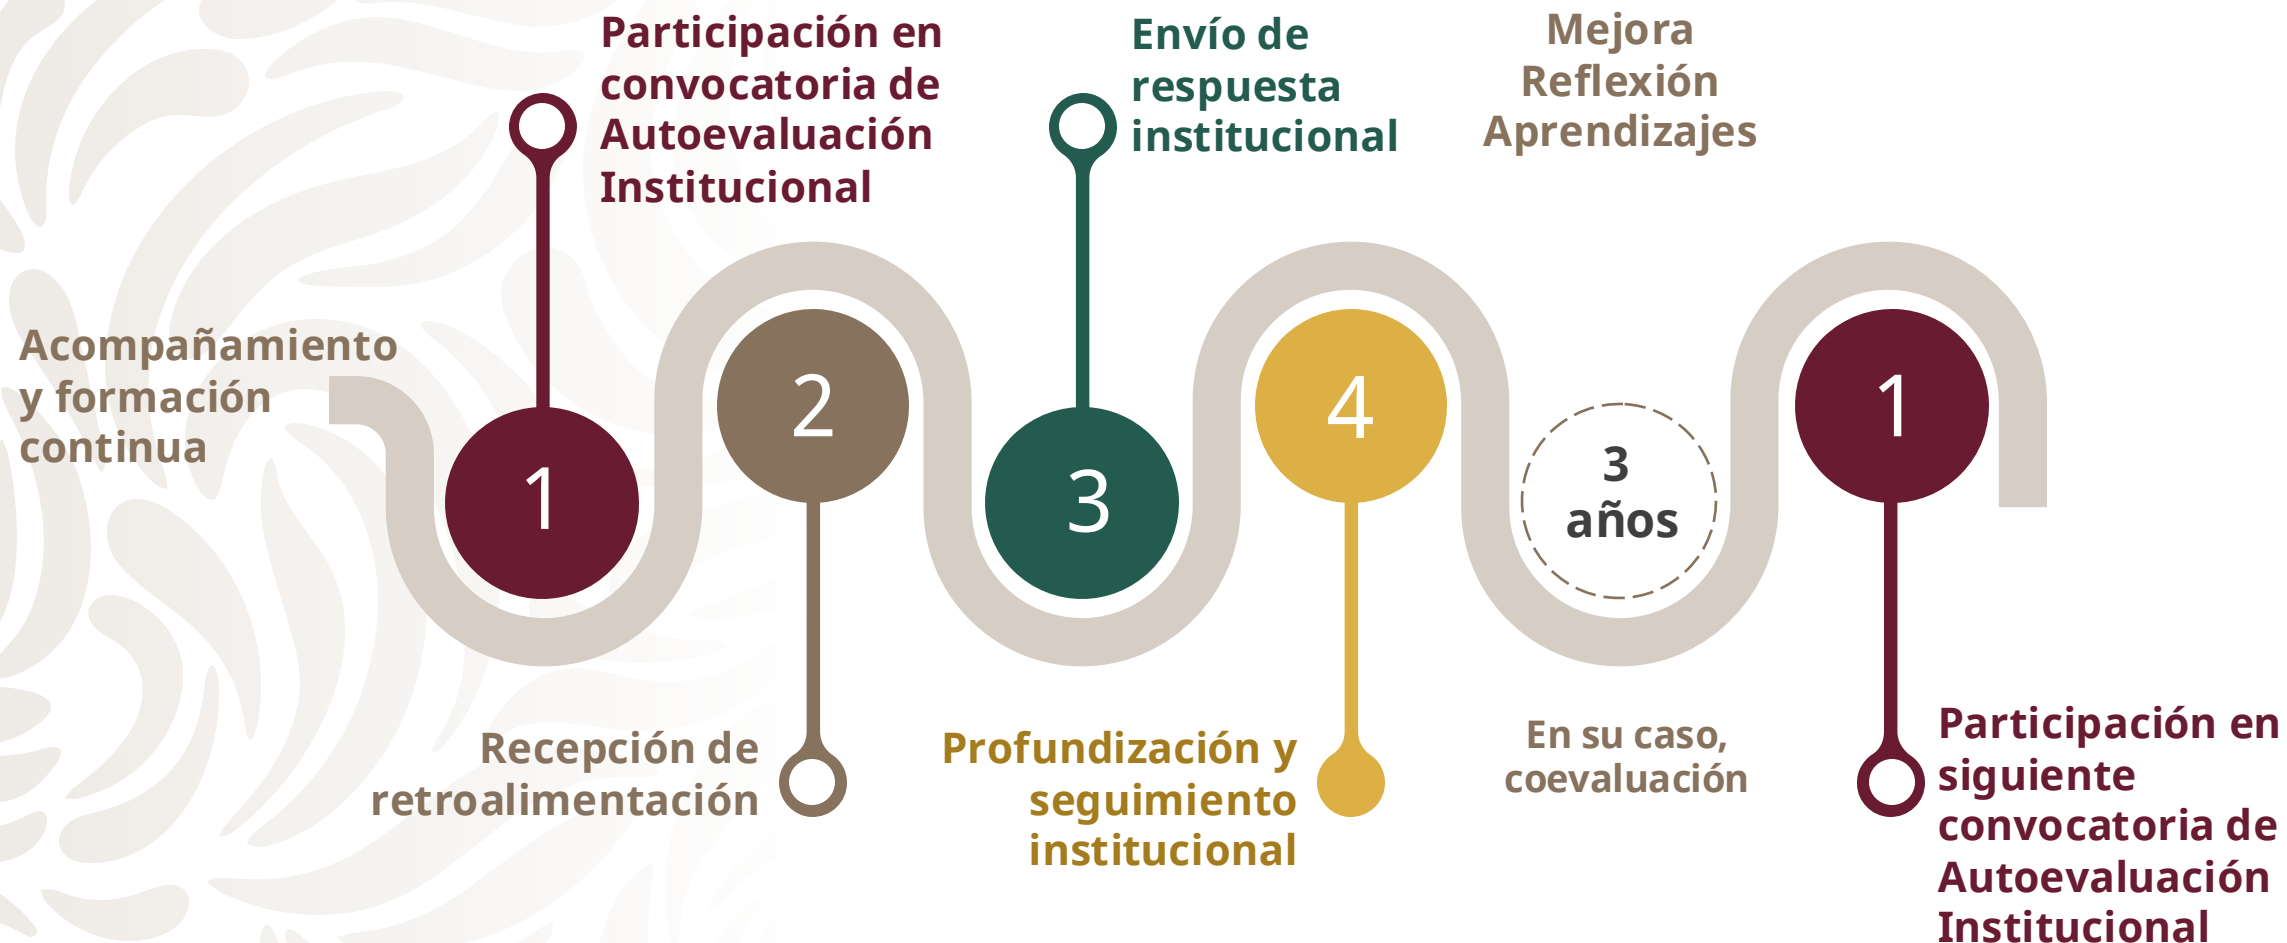 Acompañamiento
y formación
continua
Participación en
convocatoria de
Autoevaluación
Institucional
1
2
Recepción de
retroalimentación
Envío de
respuesta
institucional
3
4
Profundización y
seguimiento
institucional
Mejora
Reflexión
Aprendizajes
3
años
En su caso,
coevaluación
1
Participación en
siguiente
convocatoria de
Autoevaluación
Institucional